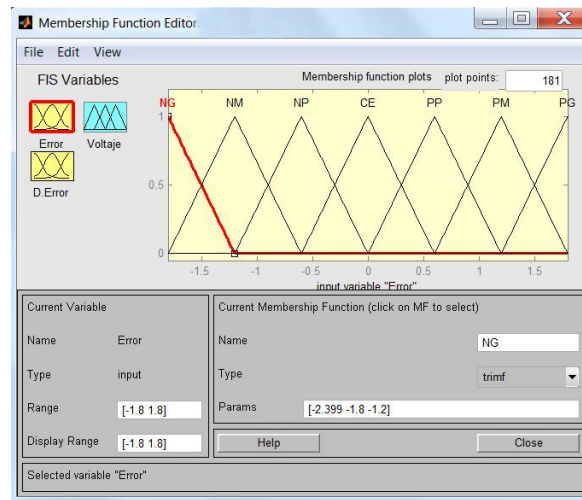 Membership Function Editor
File Edit View
FIS Variables
Membership function plots plot points: 181
NG NM NP CE PP PM PG
Error Voltaje
D.Error
1
0.5
0
-1.5 -1 -0.5 0 0.5 1 1.5
input variable "Error"
Current Variable
Name Error
Type input
Range [-1.8 1.8]
Display Range [-1.8 1.8]
Current Membership Function (click on MF to select)
Name NG
Type trimf
Params [-2.399 -1.8 -1.2]
Help Close
Selected variable "Error"